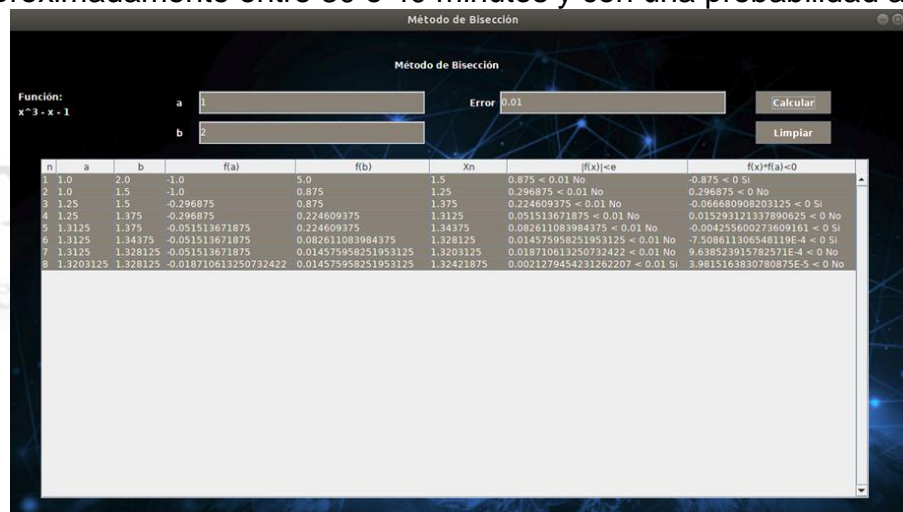 roximadamente entre 30 o 40 minutos y con una probabilidad a
Método de Bisección
Método de Bisección
Función:
x^3 - x - 1
a 1 Error 0.01 Calcular
b 2 Limpiar
n a b f(a) f(b) Xn |f(x)|<e f(x)*f(a)<0
1 1.0 2.0 -1.0 5.0 1.5 0.875 < 0.01 No -0.875 < 0 Si
2 1.0 1.5 -1.0 0.875 1.25 0.296875 < 0.01 No 0.296875 < 0 No
3 1.25 1.5 -0.296875 0.875 1.375 0.224609375 < 0.01 No -0.066680908203125 < 0 Si
4 1.25 1.375 -0.296875 0.224609375 1.3125 0.051513671875 < 0.01 No 0.015293121337890625 < 0 No
5 1.3125 1.375 -0.051513671875 0.224609375 1.34375 0.082611083984375 < 0.01 No -0.004255600273609161 < 0 Si
6 1.3125 1.34375 -0.051513671875 0.082611083984375 1.328125 0.014575958251953125 < 0.01 No -7.508611306548119E-4 < 0 Si
7 1.3125 1.328125 -0.051513671875 0.014575958251953125 1.3203125 0.018710613250732422 < 0.01 No 9.638523915782571E-4 < 0 No
8 1.3203125 1.328125 -0.018710613250732422 0.014575958251953125 1.32421875 0.0021279454231262207 < 0.01 Si 3.9815163830780875E-5 < 0 No